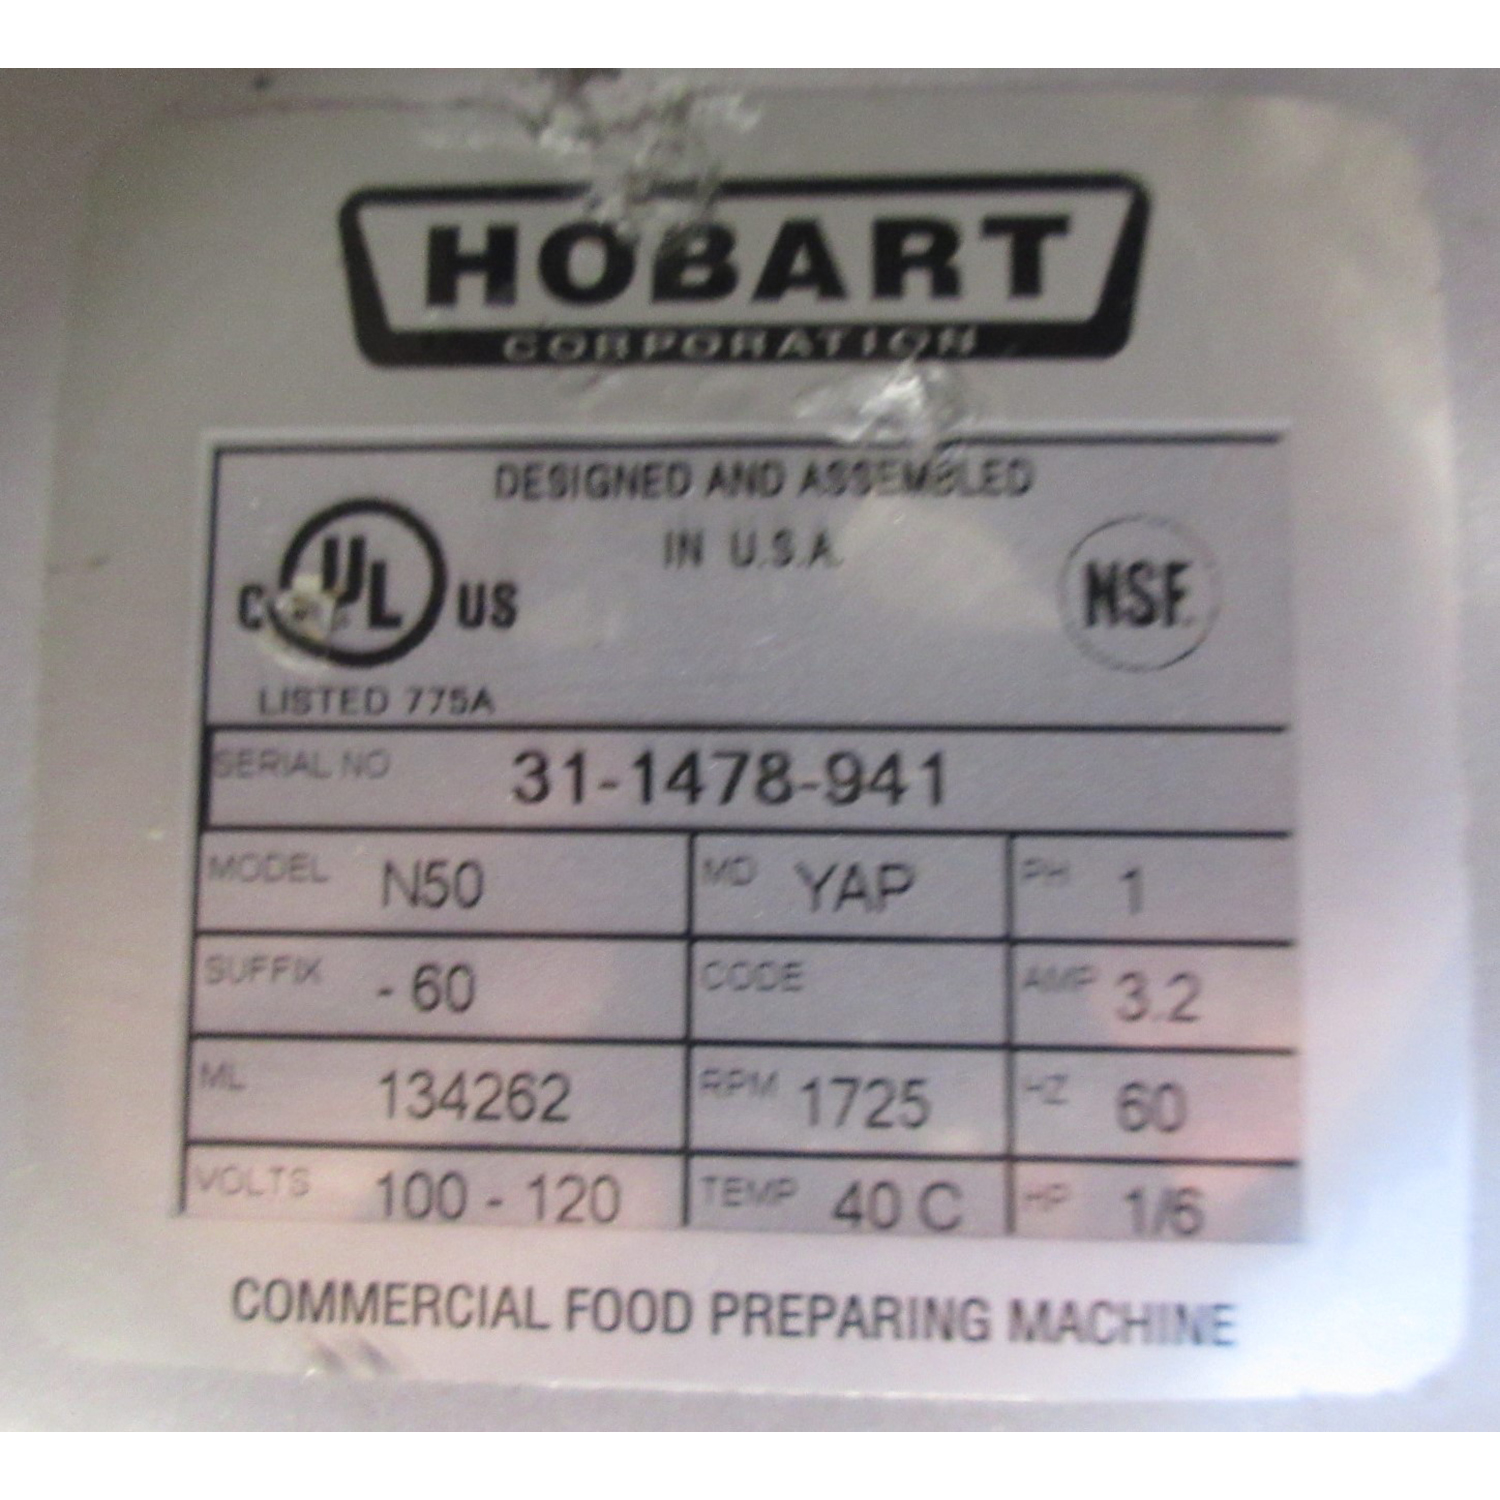 HOBART
CORPORATION
DESIGNED AND ASSEMBLED
IN U.S.A.
C UL US
NSF.
LISTED 775A
SERIAL NO 31-1478-941
MODEL N50 MO YAP PH 1
SUFFIX - 60 CODE AMP 3.2
ML 134262 RPM 1725 HZ 60
VOLTS 100 - 120 TEMP 40 C HP 1/6
COMMERCIAL FOOD PREPARING MACHINE